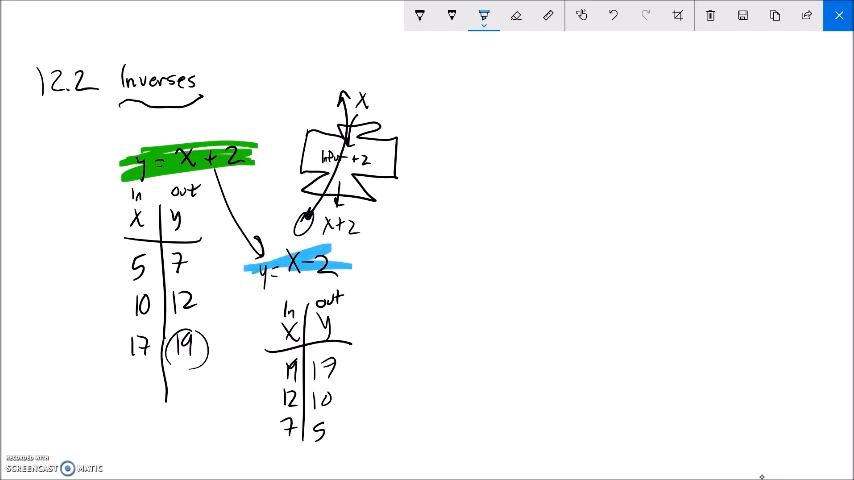 12.2 Inverses
y = x + 2
In out
x y
5 7
10 12
17 19
x
Input +2
x+2
y = x - 2
In out
x y
19 17
12 10
7 5
RECORDED WITH
SCREENCAST MATIC